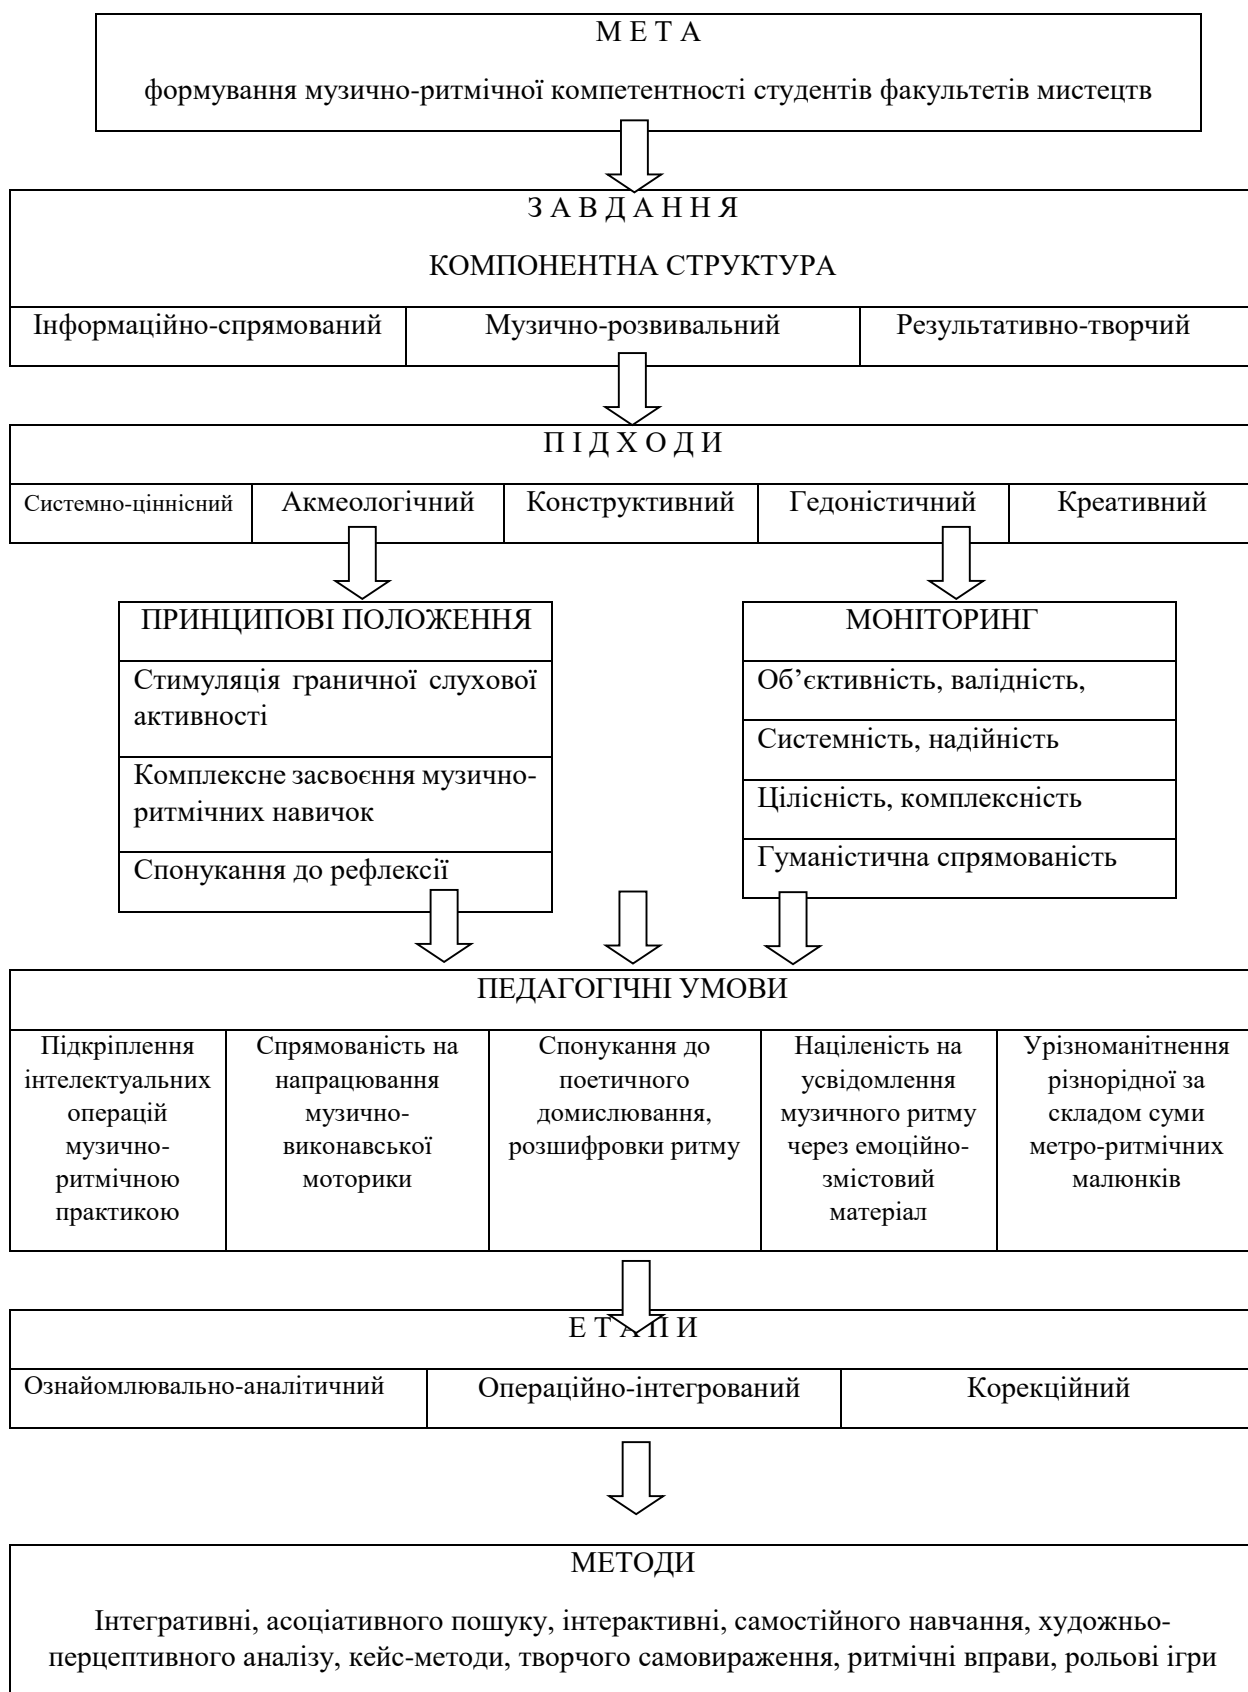 М Е Т А
формування музично-ритмічної компетентності студентів факультетів мистецтв
З А В Д А Н Н Я
КОМПОНЕНТНА СТРУКТУРА
Інформаційно-спрямований
Музично-розвивальний
Результативно-творчий
П І Д Х О Д И
Системно-ціннісний
Акмеологічний
Конструктивний
Гедоністичний
Креативний
ПРИНЦИПОВІ ПОЛОЖЕННЯ
Стимуляція граничної слухової
активності
Комплексне засвоєння музично-
ритмічних навичок
Спонукання до рефлексії
МОНІТОРИНГ
Об’єктивність, валідність,
Системність, надійність
Цілісність, комплексність
Гуманістична спрямованість
ПЕДАГОГІЧНІ УМОВИ
Підкріплення
інтелектуальних
операцій
музично-
ритмічною
практикою
Спрямованість на
напрацювання
музично-
виконавської
моторики
Спонукання до
поетичного
домислювання,
розшифровки ритму
Націленість на
усвідомлення
музичного ритму
через емоційно-
змістовий
матеріал
Урізноманітнення
різнорідної за
складом суми
метро-ритмічних
малюнків
Е Т А П И
Ознайомлювально-аналітичний
Операційно-інтегрований
Корекційний
МЕТОДИ
Інтегративні, асоціативного пошуку, інтерактивні, самостійного навчання, художньо-
перцептивного аналізу, кейс-методи, творчого самовираження, ритмічні вправи, рольові ігри